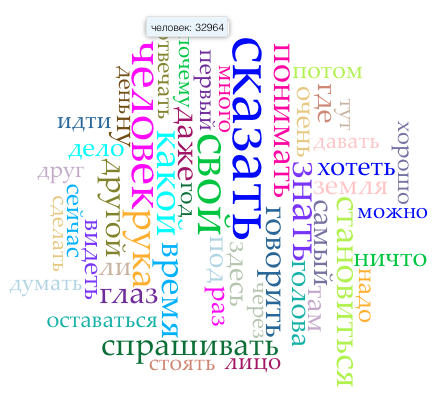 человек: 32964
сказать
человек
свой
понимать
отвечать
почему
первый
много
день
ну
даже
год
какой
потом
где
очень
тут
давать
идти
дело
друг
другой
рука
сейчас
сделать
видеть
думать
ли
глаз
время
оставаться
спрашивать
стоять
лицо
под
раз
здесь
через
говорить
знать
голова
самый
там
хотеть
земля
становиться
хорошо
можно
ничто
надо